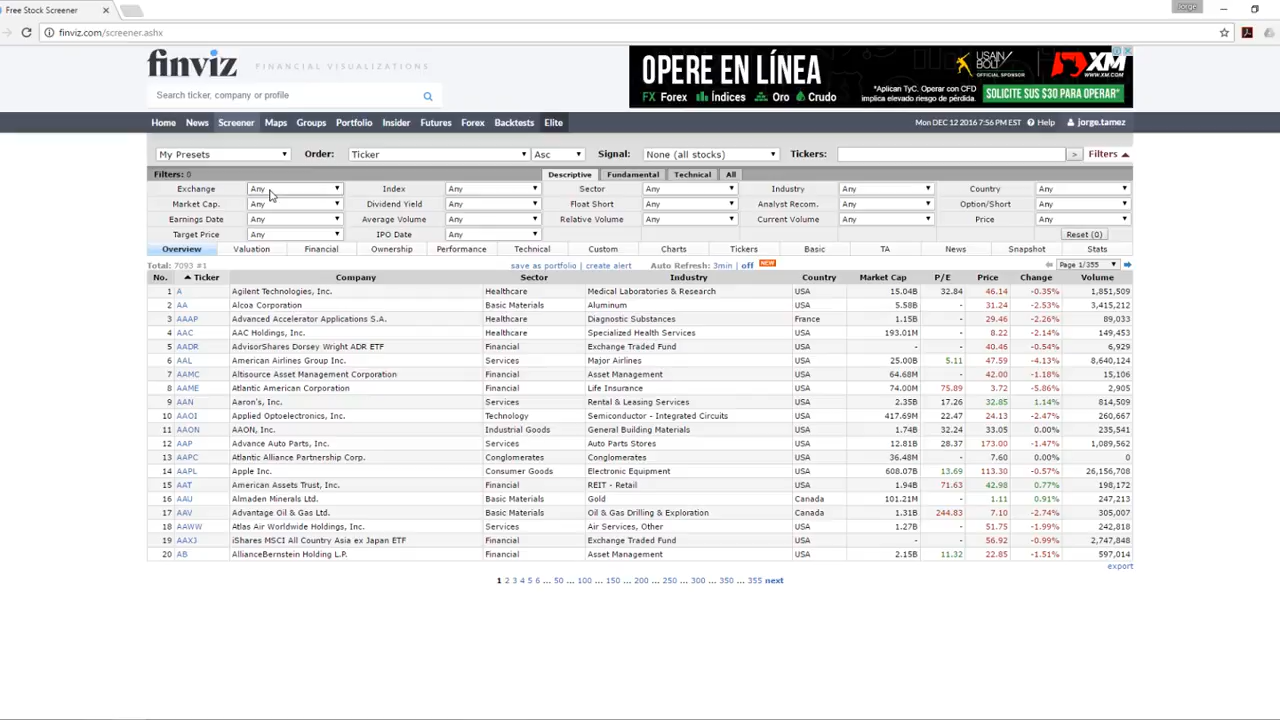 Free Stock Screener
Jorge
finviz.com/screener.ashx
finviz FINANCIAL VISUALIZATIONS
Search ticker, company or profile
OPERE EN LÍNEA
FX Forex Índices Oro Crudo
USAIN BOLT
OFFICIAL SPONSOR
XM
*Aplican TyC. Operar con CFD
implica elevado riesgo de pérdida.
SOLICITE SUS $30 PARA OPERAR*
Home News Screener Maps Groups Portfolio Insider Futures Forex Backtests Elite Mon DEC 12 2016 7:56 PM EST Help jorge.tamez
My Presets Order: Ticker Asc Signal: None (all stocks) Tickers: > Filters
Filters: 0 Descriptive Fundamental Technical All
Exchange Any Index Any Sector Any Industry Any Country Any
Market Cap. Any Dividend Yield Any Float Short Any Analyst Recom. Any Option/Short Any
Earnings Date Any Average Volume Any Relative Volume Any Current Volume Any Price Any
Target Price Any IPO Date Any Reset (0)
Overview Valuation Financial Ownership Performance Technical Custom Charts Tickers Basic TA News Snapshot Stats
Total: 7093 #1 save as portfolio | create alert Auto Refresh: 3min | off NEW Page 1/355
No. Ticker Company Sector Industry Country Market Cap P/E Price Change Volume
1 A Agilent Technologies, Inc. Healthcare Medical Laboratories & Research USA 15.04B 32.84 46.14 -0.35% 1,851,509
2 AA Alcoa Corporation Basic Materials Aluminum USA 5.58B - 31.24 -2.53% 3,415,212
3 AAAP Advanced Accelerator Applications S.A. Healthcare Diagnostic Substances France 1.15B - 29.46 -2.26% 89,033
4 AAC AAC Holdings, Inc. Healthcare Specialized Health Services USA 193.01M - 8.22 -2.14% 149,453
5 AADR AdvisorShares Dorsey Wright ADR ETF Financial Exchange Traded Fund USA - - 40.46 -0.54% 6,929
6 AAL American Airlines Group Inc. Services Major Airlines USA 25.00B 5.11 47.59 -4.13% 8,640,124
7 AAMC Altisource Asset Management Corporation Financial Asset Management USA 64.68M - 42.00 -1.18% 15,106
8 AAME Atlantic American Corporation Financial Life Insurance USA 74.00M 75.89 3.72 -5.86% 2,905
9 AAN Aaron's, Inc. Services Rental & Leasing Services USA 2.35B 17.26 32.85 1.14% 814,509
10 AAOI Applied Optoelectronics, Inc. Technology Semiconductor - Integrated Circuits USA 417.69M 22.47 24.13 -2.47% 260,667
11 AAON AAON, Inc. Industrial Goods General Building Materials USA 1.74B 32.24 33.05 0.00% 235,541
12 AAP Advance Auto Parts, Inc. Services Auto Parts Stores USA 12.81B 28.37 173.00 -1.47% 1,089,562
13 AAPC Atlantic Alliance Partnership Corp. Conglomerates Conglomerates USA 36.48M - 7.60 0.00% 0
14 AAPL Apple Inc. Consumer Goods Electronic Equipment USA 608.07B 13.69 113.30 -0.57% 26,156,708
15 AAT American Assets Trust, Inc. Financial REIT - Retail USA 1.94B 71.63 42.98 0.77% 198,172
16 AAU Almaden Minerals Ltd. Basic Materials Gold Canada 101.21M - 1.11 0.91% 247,213
17 AAV Advantage Oil & Gas Ltd. Basic Materials Oil & Gas Drilling & Exploration Canada 1.31B 244.83 7.10 -2.74% 305,007
18 AAWW Atlas Air Worldwide Holdings, Inc. Services Air Services, Other USA 1.27B - 51.75 -1.99% 242,818
19 AAXJ iShares MSCI All Country Asia ex Japan ETF Financial Exchange Traded Fund USA - - 56.92 -0.99% 2,747,848
20 AB AllianceBernstein Holding L.P. Financial Asset Management USA 2.15B 11.32 22.85 -1.51% 597,014
export
1 2 3 4 5 6 ... 50 ... 100 ... 150 ... 200 ... 250 ... 300 ... 350 ... 355 next